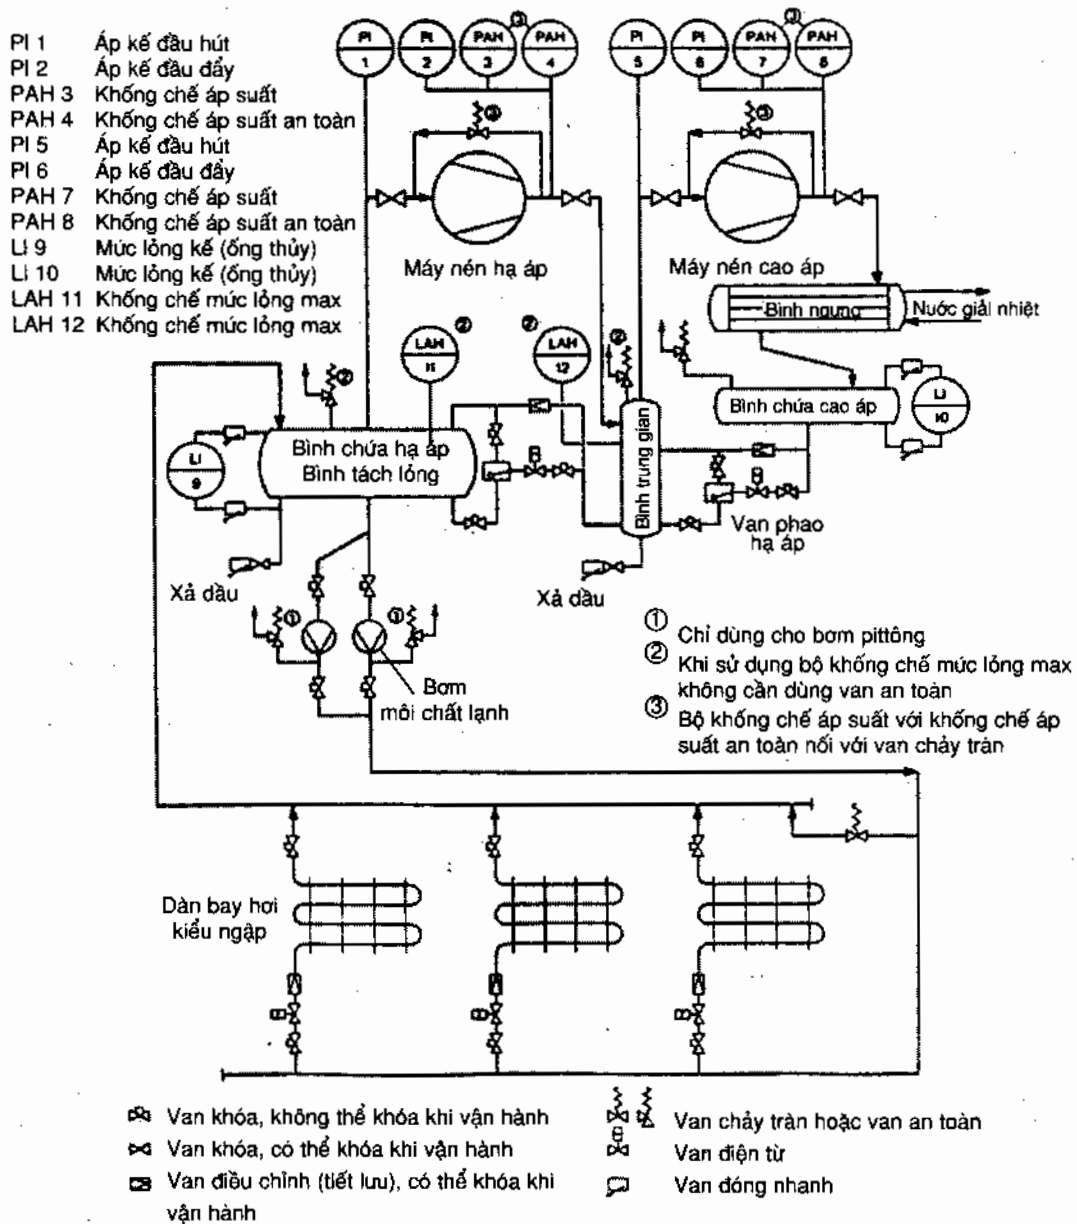 PI 1 Áp kế đầu hút
PI 2 Áp kế đầu đẩy
PAH 3 Khống chế áp suất
PAH 4 Khống chế áp suất an toàn
PI 5 Áp kế đầu hút
PI 6 Áp kế đầu đẩy
PAH 7 Khống chế áp suất
PAH 8 Khống chế áp suất an toàn
LI 9 Mức lỏng kế (ống thủy)
LI 10 Mức lỏng kế (ống thủy)
LAH 11 Khống chế mức lỏng max
LAH 12 Khống chế mức lỏng max
③
③
PI
1
PI
2
PAH
3
PAH
4
PI
5
PI
6
PAH
7
PAH
8
③
③
Máy nén hạ áp
Máy nén cao áp
Bình ngưng
Nước giải nhiệt
②
LAH
11
②
LAH
12
②
②
Bình chứa hạ áp
Bình tách lỏng
LI
9
Bình trung gian
Bình chứa cao áp
LI
10
Van phao
hạ áp
Xả dầu
Xả dầu
①
①
Bơm
môi chất lạnh
① Chỉ dùng cho bơm pittông
② Khi sử dụng bộ khống chế mức lỏng max
không cần dùng van an toàn
③ Bộ khống chế áp suất với khống chế áp
suất an toàn nối với van chảy tràn
Dàn bay hơi
kiểu ngập
Van khóa, không thể khóa khi vận hành
Van khóa, có thể khóa khi vận hành
Van điều chỉnh (tiết lưu), có thể khóa khi
vận hành
Van chảy tràn hoặc van an toàn
Van điện từ
Van đóng nhanh